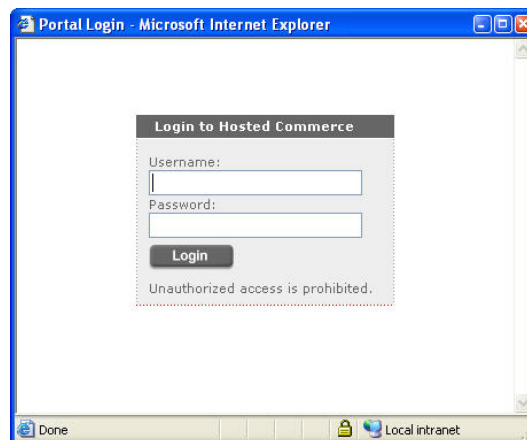 Portal Login - Microsoft Internet Explorer
Login to Hosted Commerce
Username:
Password:
Login
Unauthorized access is prohibited.
Done
Local intranet